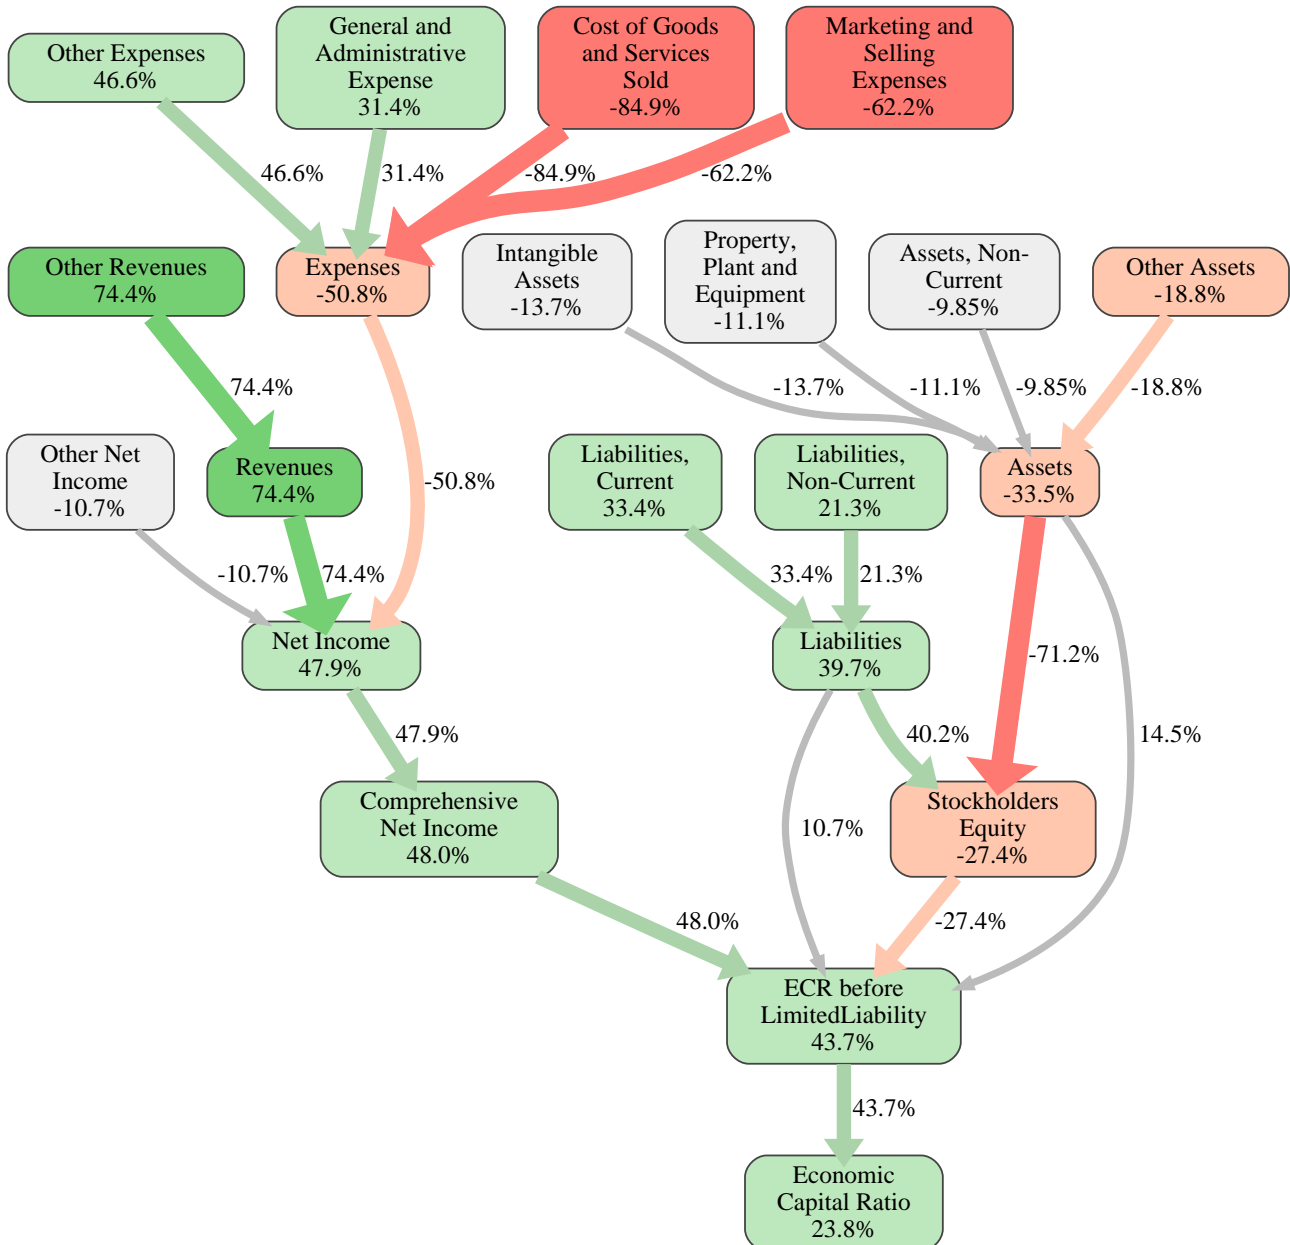 Other Expenses
46.6%
General and
Administrative
Expense
31.4%
Cost of Goods
and Services
Sold
-84.9%
Marketing and
Selling
Expenses
-62.2%
46.6%
31.4%
-84.9%
-62.2%
Other Revenues
74.4%
Expenses
-50.8%
Intangible
Assets
-13.7%
Property,
Plant and
Equipment
-11.1%
Assets, Non-
Current
-9.85%
Other Assets
-18.8%
74.4%
-13.7%
-11.1%
-9.85%
-18.8%
Other Net
Income
-10.7%
Revenues
74.4%
-50.8%
Liabilities,
Current
33.4%
Liabilities,
Non-Current
21.3%
Assets
-33.5%
-10.7%
74.4%
33.4%
21.3%
Net Income
47.9%
Liabilities
39.7%
-71.2%
47.9%
40.2%
14.5%
Comprehensive
Net Income
48.0%
10.7%
Stockholders
Equity
-27.4%
48.0%
-27.4%
ECR before
LimitedLiability
43.7%
43.7%
Economic
Capital Ratio
23.8%